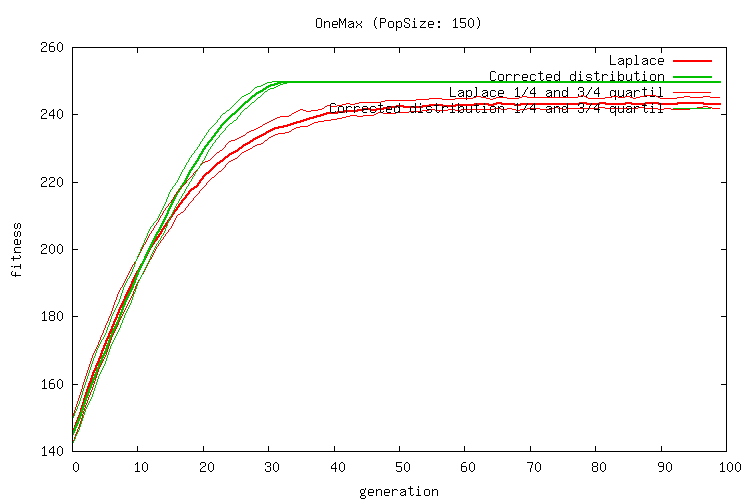 OneMax (PopSize: 150)
260
Laplace
Corrected distribution
Laplace 1/4 and 3/4 quartil
Corrected distribution 1/4 and 3/4 quartil
240
220
200
180
160
140
fitness
0 10 20 30 40 50 60 70 80 90 100
generation